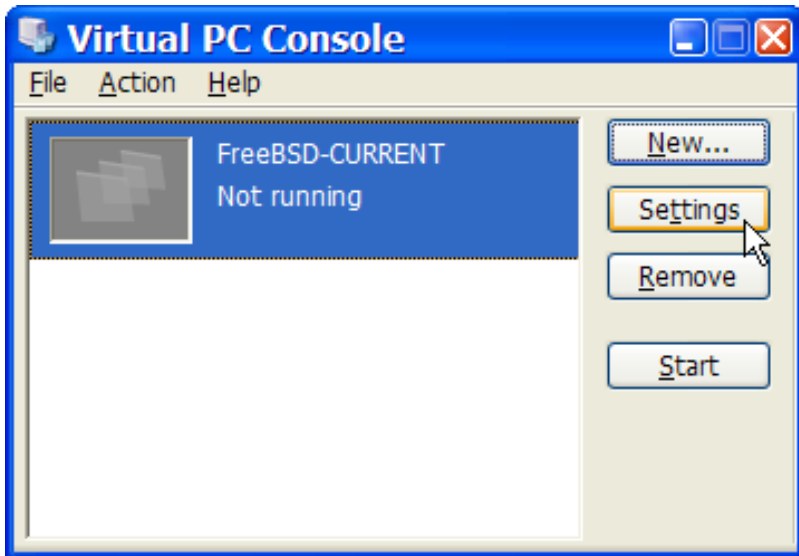 Virtual PC Console
File Action Help
FreeBSD-CURRENT
Not running
New...
Settings
Remove
Start